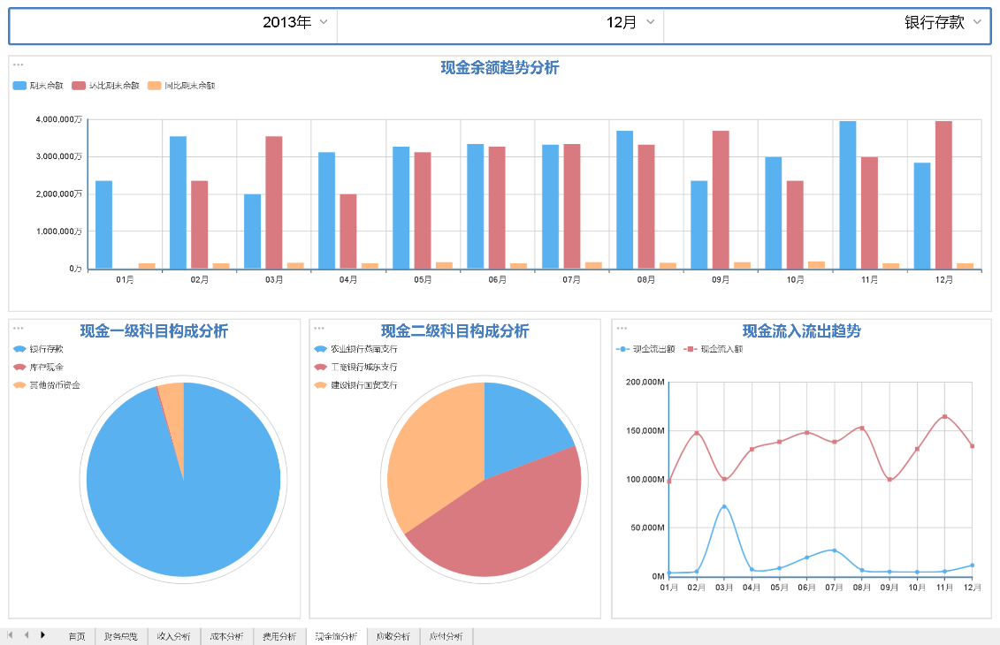 2013年 12月 银行存款
现金余额趋势分析
期末余额 环比期末余额 同比期末余额
4,000,000万
3,000,000万
2,000,000万
1,000,000万
0万
01月 02月 03月 04月 05月 06月 07月 08月 09月 10月 11月 12月
现金一级科目构成分析
银行存款
库存现金
其他货币资金
现金二级科目构成分析
农业银行燕南支行
工商银行城东支行
建设银行国贸支行
现金流入流出趋势
现金流出额 现金流入额
200,000M
150,000M
100,000M
50,000M
0M
01月 02月 03月 04月 05月 06月 07月 08月 09月 10月 11月 12月
首页 财务总览 收入分析 成本分析 费用分析 现金流分析 应收分析 应付分析